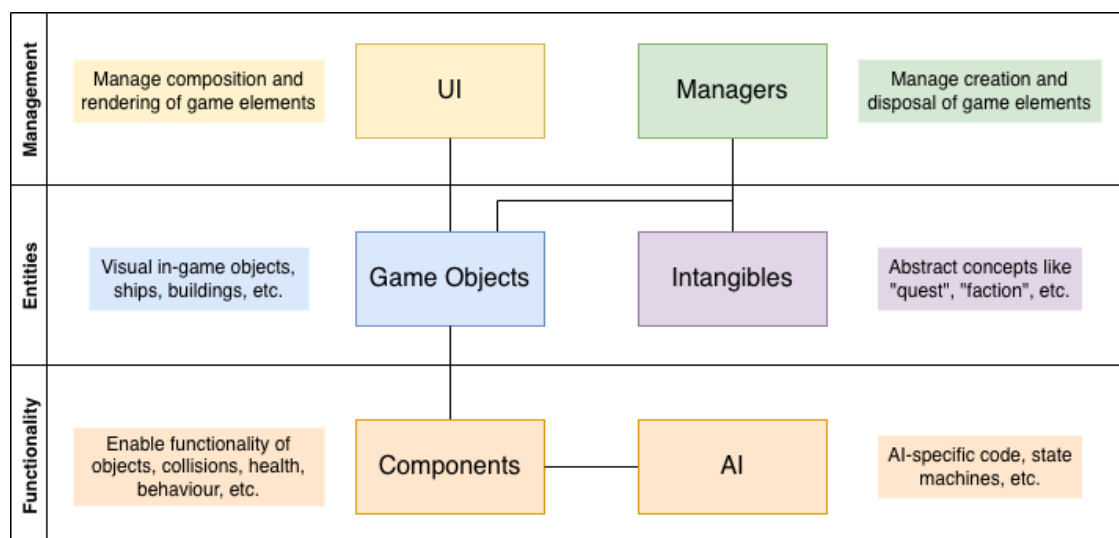 Management
Manage composition and
rendering of game elements
UI
Managers
Manage creation and
disposal of game elements
Entities
Visual in-game objects,
ships, buildings, etc.
Game Objects
Intangibles
Abstract concepts like
"quest", "faction", etc.
Functionality
Enable functionality of
objects, collisions, health,
behaviour, etc.
Components
AI
AI-specific code, state
machines, etc.